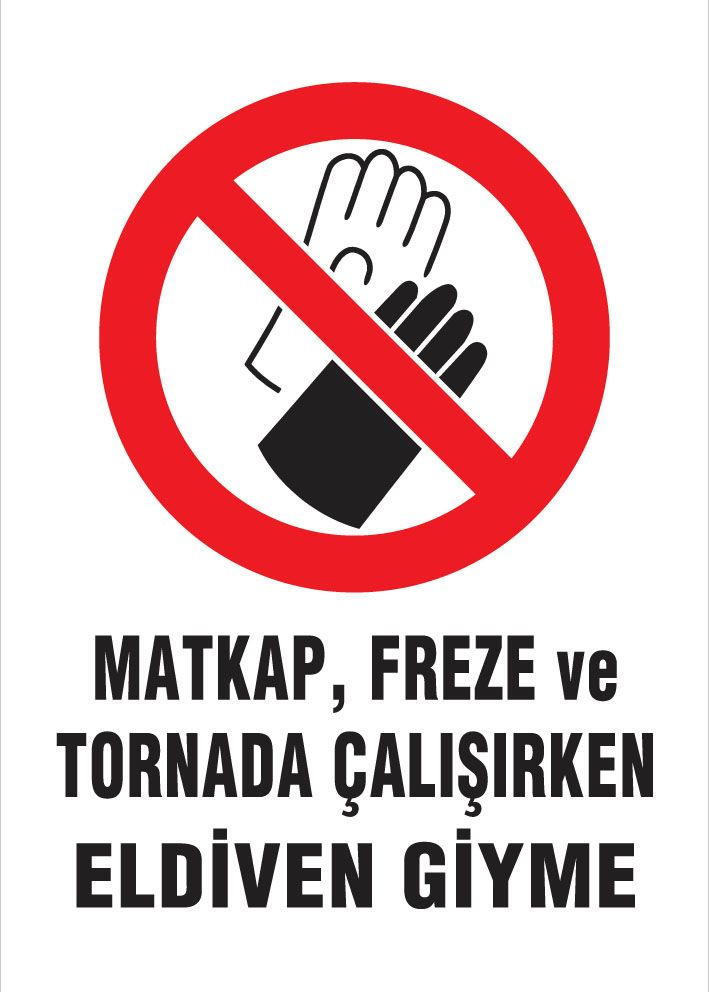 MATKAP, FREZE ve
TORNADA ÇALIŞIRKEN
ELDİVEN GİYME